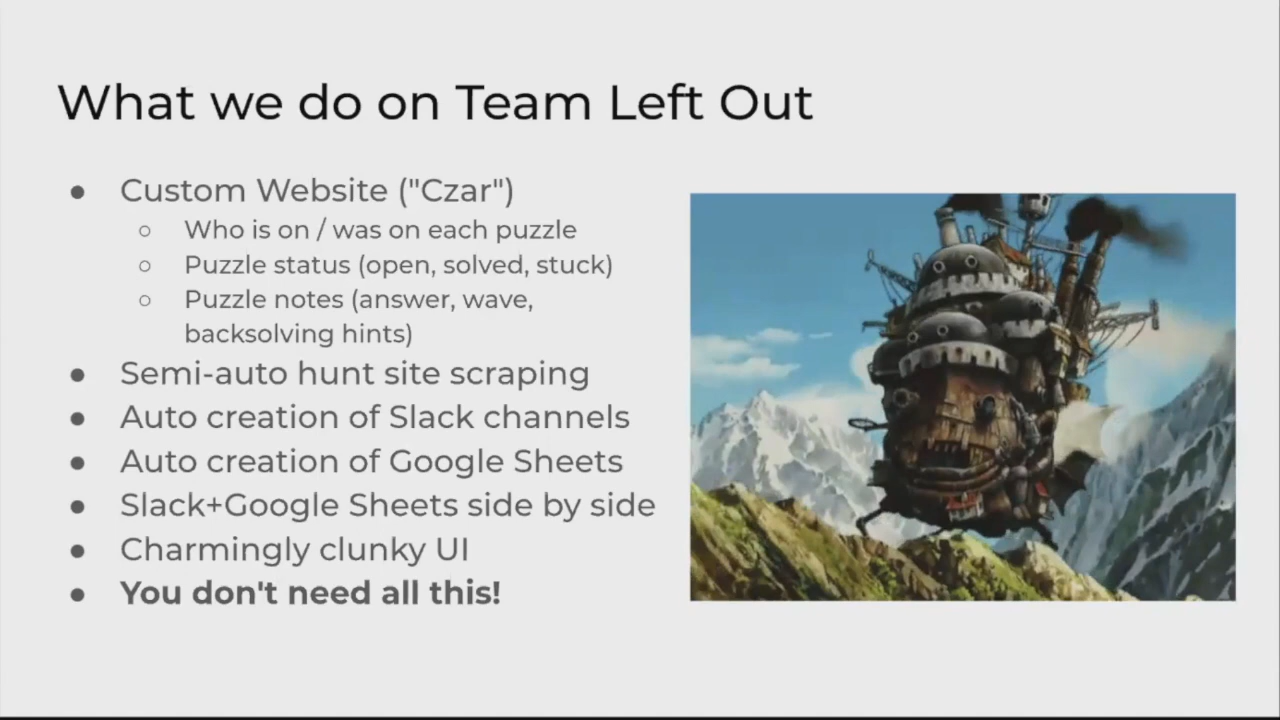 What we do on Team Left Out
● Custom Website ("Czar")
○ Who is on / was on each puzzle
○ Puzzle status (open, solved, stuck)
○ Puzzle notes (answer, wave,
backsolving hints)
● Semi-auto hunt site scraping
● Auto creation of Slack channels
● Auto creation of Google Sheets
● Slack+Google Sheets side by side
● Charmingly clunky UI
● You don't need all this!